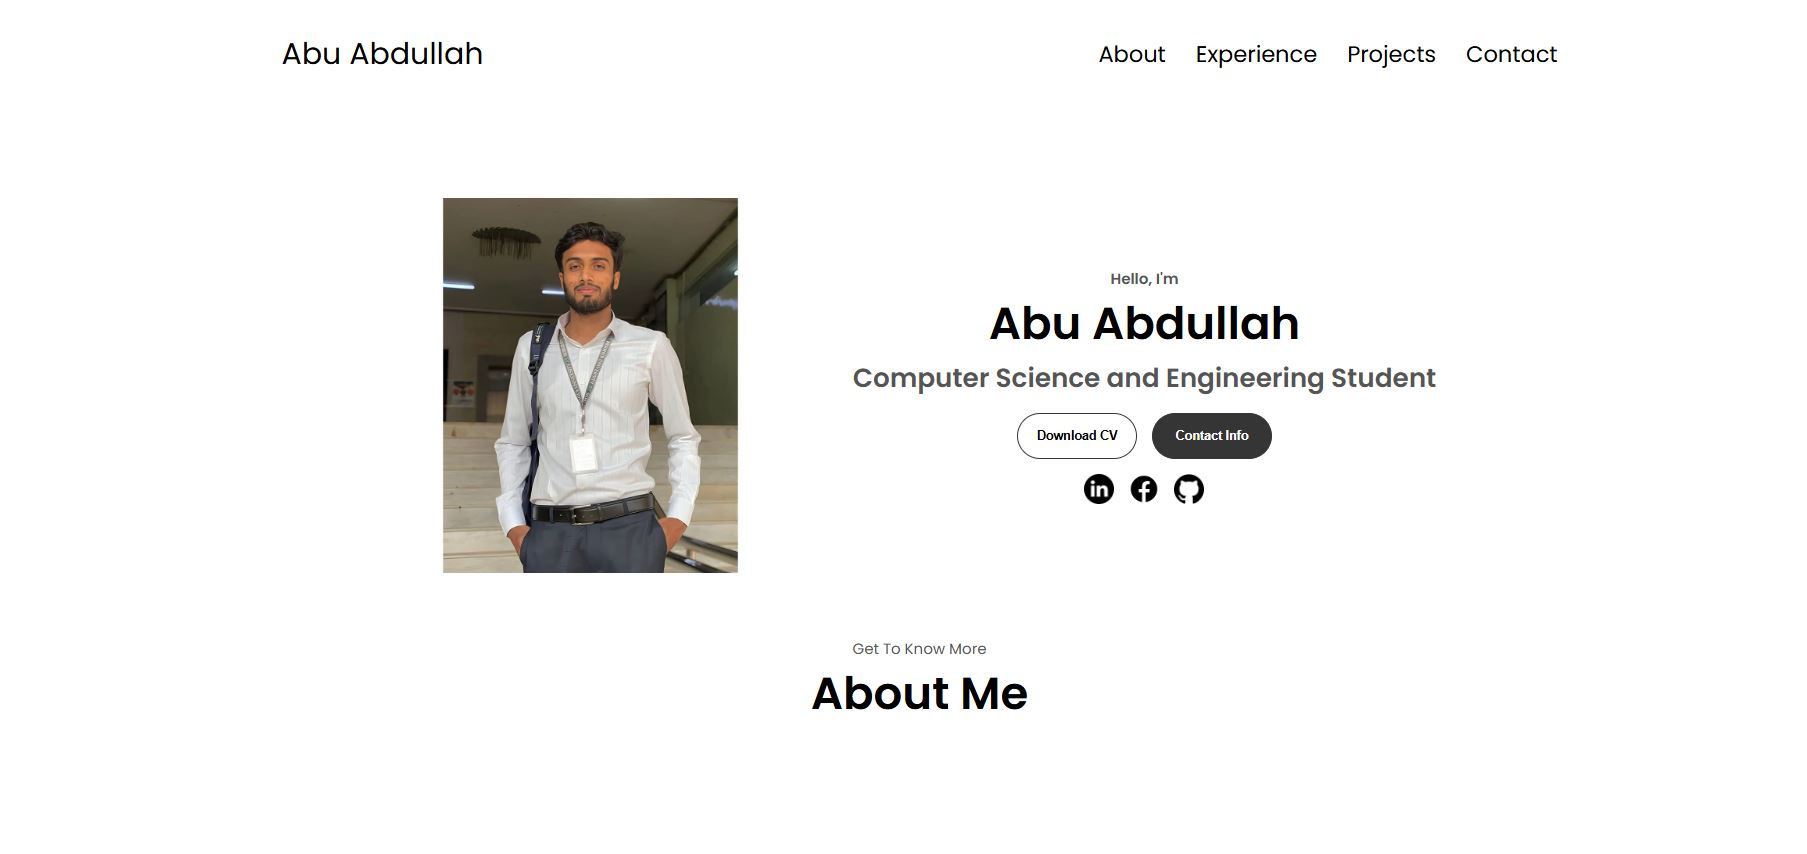 Abu Abdullah
About Experience Projects Contact
Hello, I'm
Abu Abdullah
Computer Science and Engineering Student
Download CV
Contact Info
in
Get To Know More
About Me